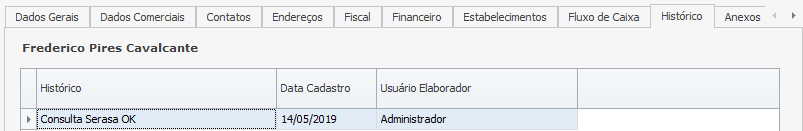 Dados Gerais Dados Comerciais Contatos Endereços Fiscal Financeiro Estabelecimentos Fluxo de Caixa Histórico Anexos
Frederico Pires Cavalcante
Histórico Data Cadastro Usuário Elaborador
Consulta Serasa OK 14/05/2019 Administrador